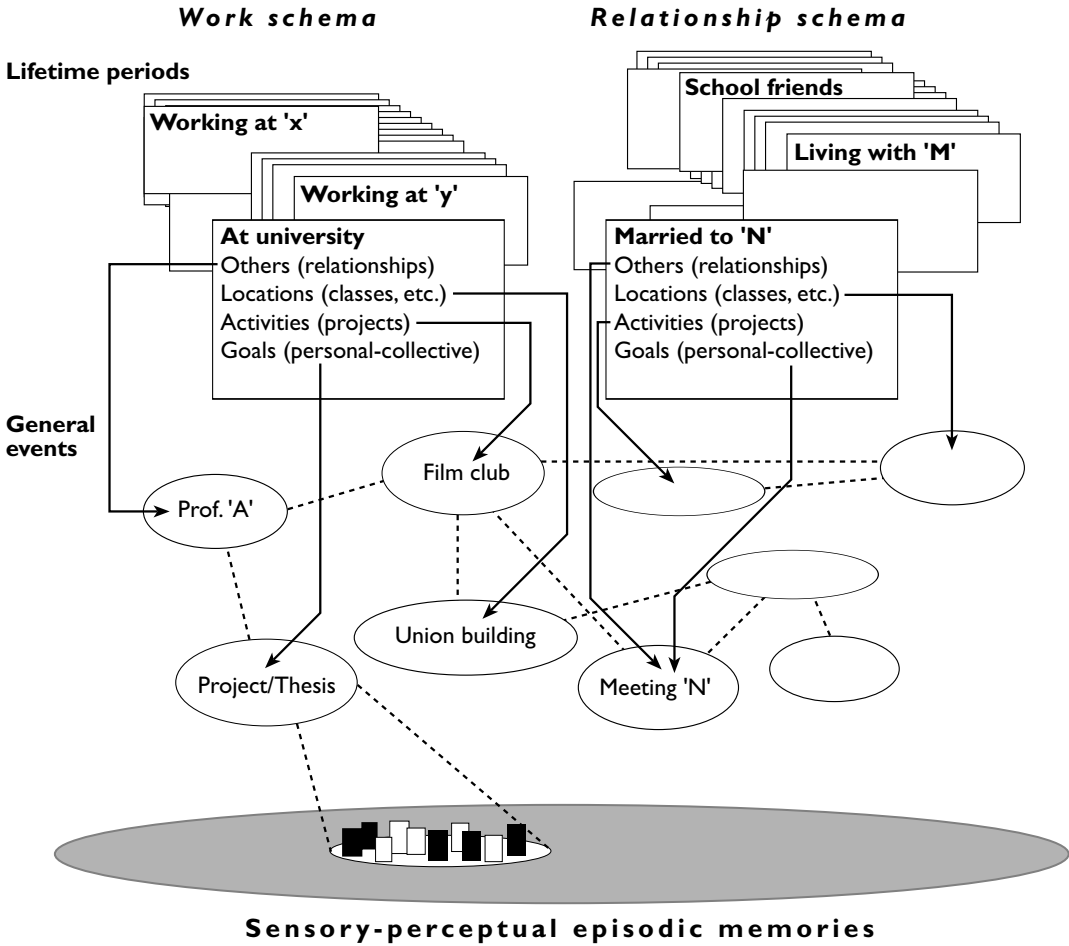 Work schema
Relationship schema
Lifetime periods
Working at 'x'
Working at 'y'
At university
Others (relationships)
Locations (classes, etc.)
Activities (projects)
Goals (personal-collective)
School friends
Living with 'M'
Married to 'N'
Others (relationships)
Locations (classes, etc.)
Activities (projects)
Goals (personal-collective)
General
events
Film club
Prof. 'A'
Union building
Project/Thesis
Meeting 'N'
Sensory-perceptual episodic memories